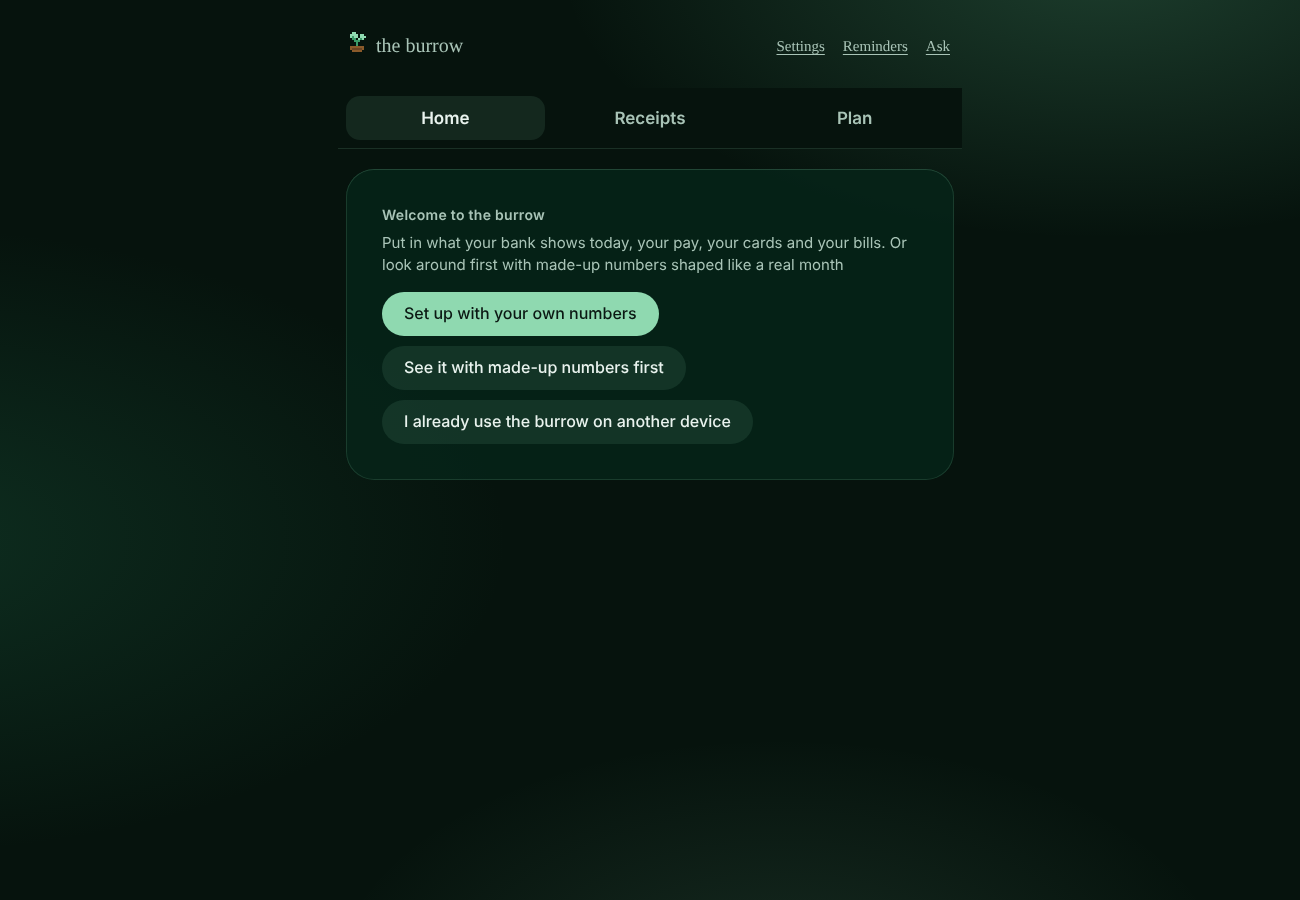 the burrow
Settings Reminders Ask
Home Receipts Plan
Welcome to the burrow
Put in what your bank shows today, your pay, your cards and your bills. Or
look around first with made-up numbers shaped like a real month
Set up with your own numbers
See it with made-up numbers first
I already use the burrow on another device